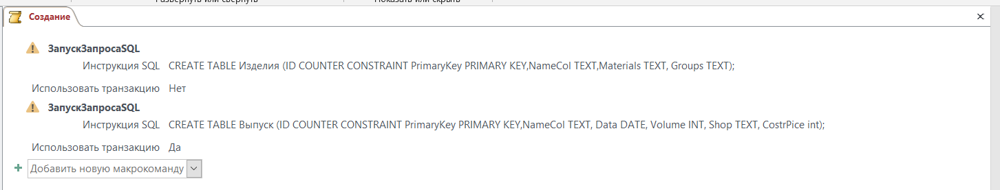 Развернуть или свернуть Показать или скрыть
Создание
ЗапускЗапросаSQL
Инструкция SQL CREATE TABLE Изделия (ID COUNTER CONSTRAINT PrimaryKey PRIMARY KEY,NameCol TEXT,Materials TEXT, Groups TEXT);
Использовать транзакцию Нет
ЗапускЗапросаSQL
Инструкция SQL CREATE TABLE Выпуск (ID COUNTER CONSTRAINT PrimaryKey PRIMARY KEY,NameCol TEXT, Data DATE, Volume INT, Shop TEXT, CostrPice int);
Использовать транзакцию Да
Добавить новую макрокоманду